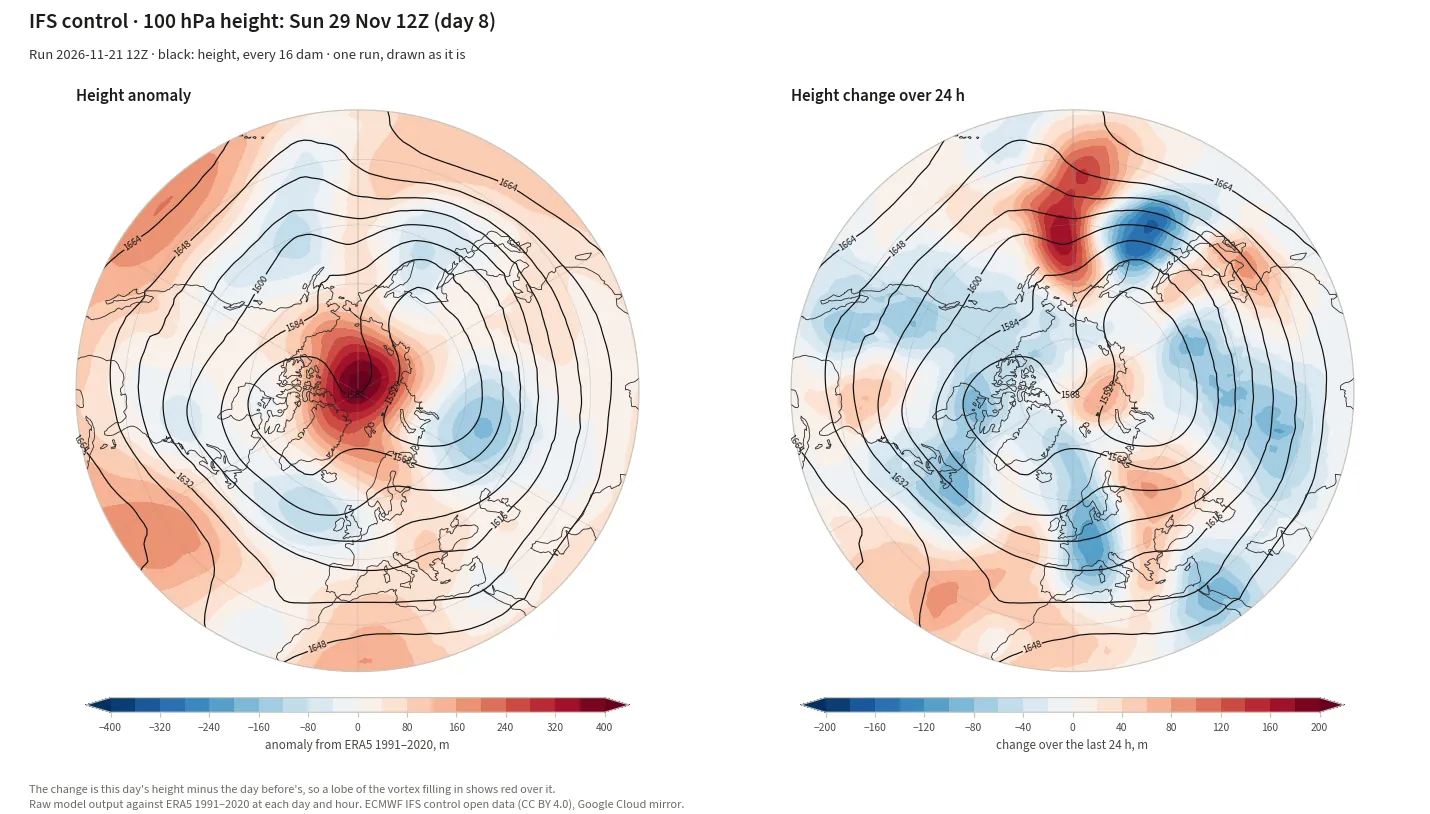 IFS control · 100 hPa height: Sun 29 Nov 12Z (day 8)
Run 2026-11-21 12Z · black: height, every 16 dam · one run, drawn as it is
Height anomaly
Height change over 24 h
1664
1664
1648
1600
1584
1568
1632
1616
1648
1664
1664
1648
1600
1584
1568
1568
1632
1616
1648
−400 −320 −240 −160 −80 0 80 160 240 320 400
anomaly from ERA5 1991–2020, m
−200 −160 −120 −80 −40 0 40 80 120 160 200
change over the last 24 h, m
The change is this day's height minus the day before's, so a lobe of the vortex filling in shows red over it.
Raw model output against ERA5 1991–2020 at each day and hour. ECMWF IFS control open data (CC BY 4.0), Google Cloud mirror.